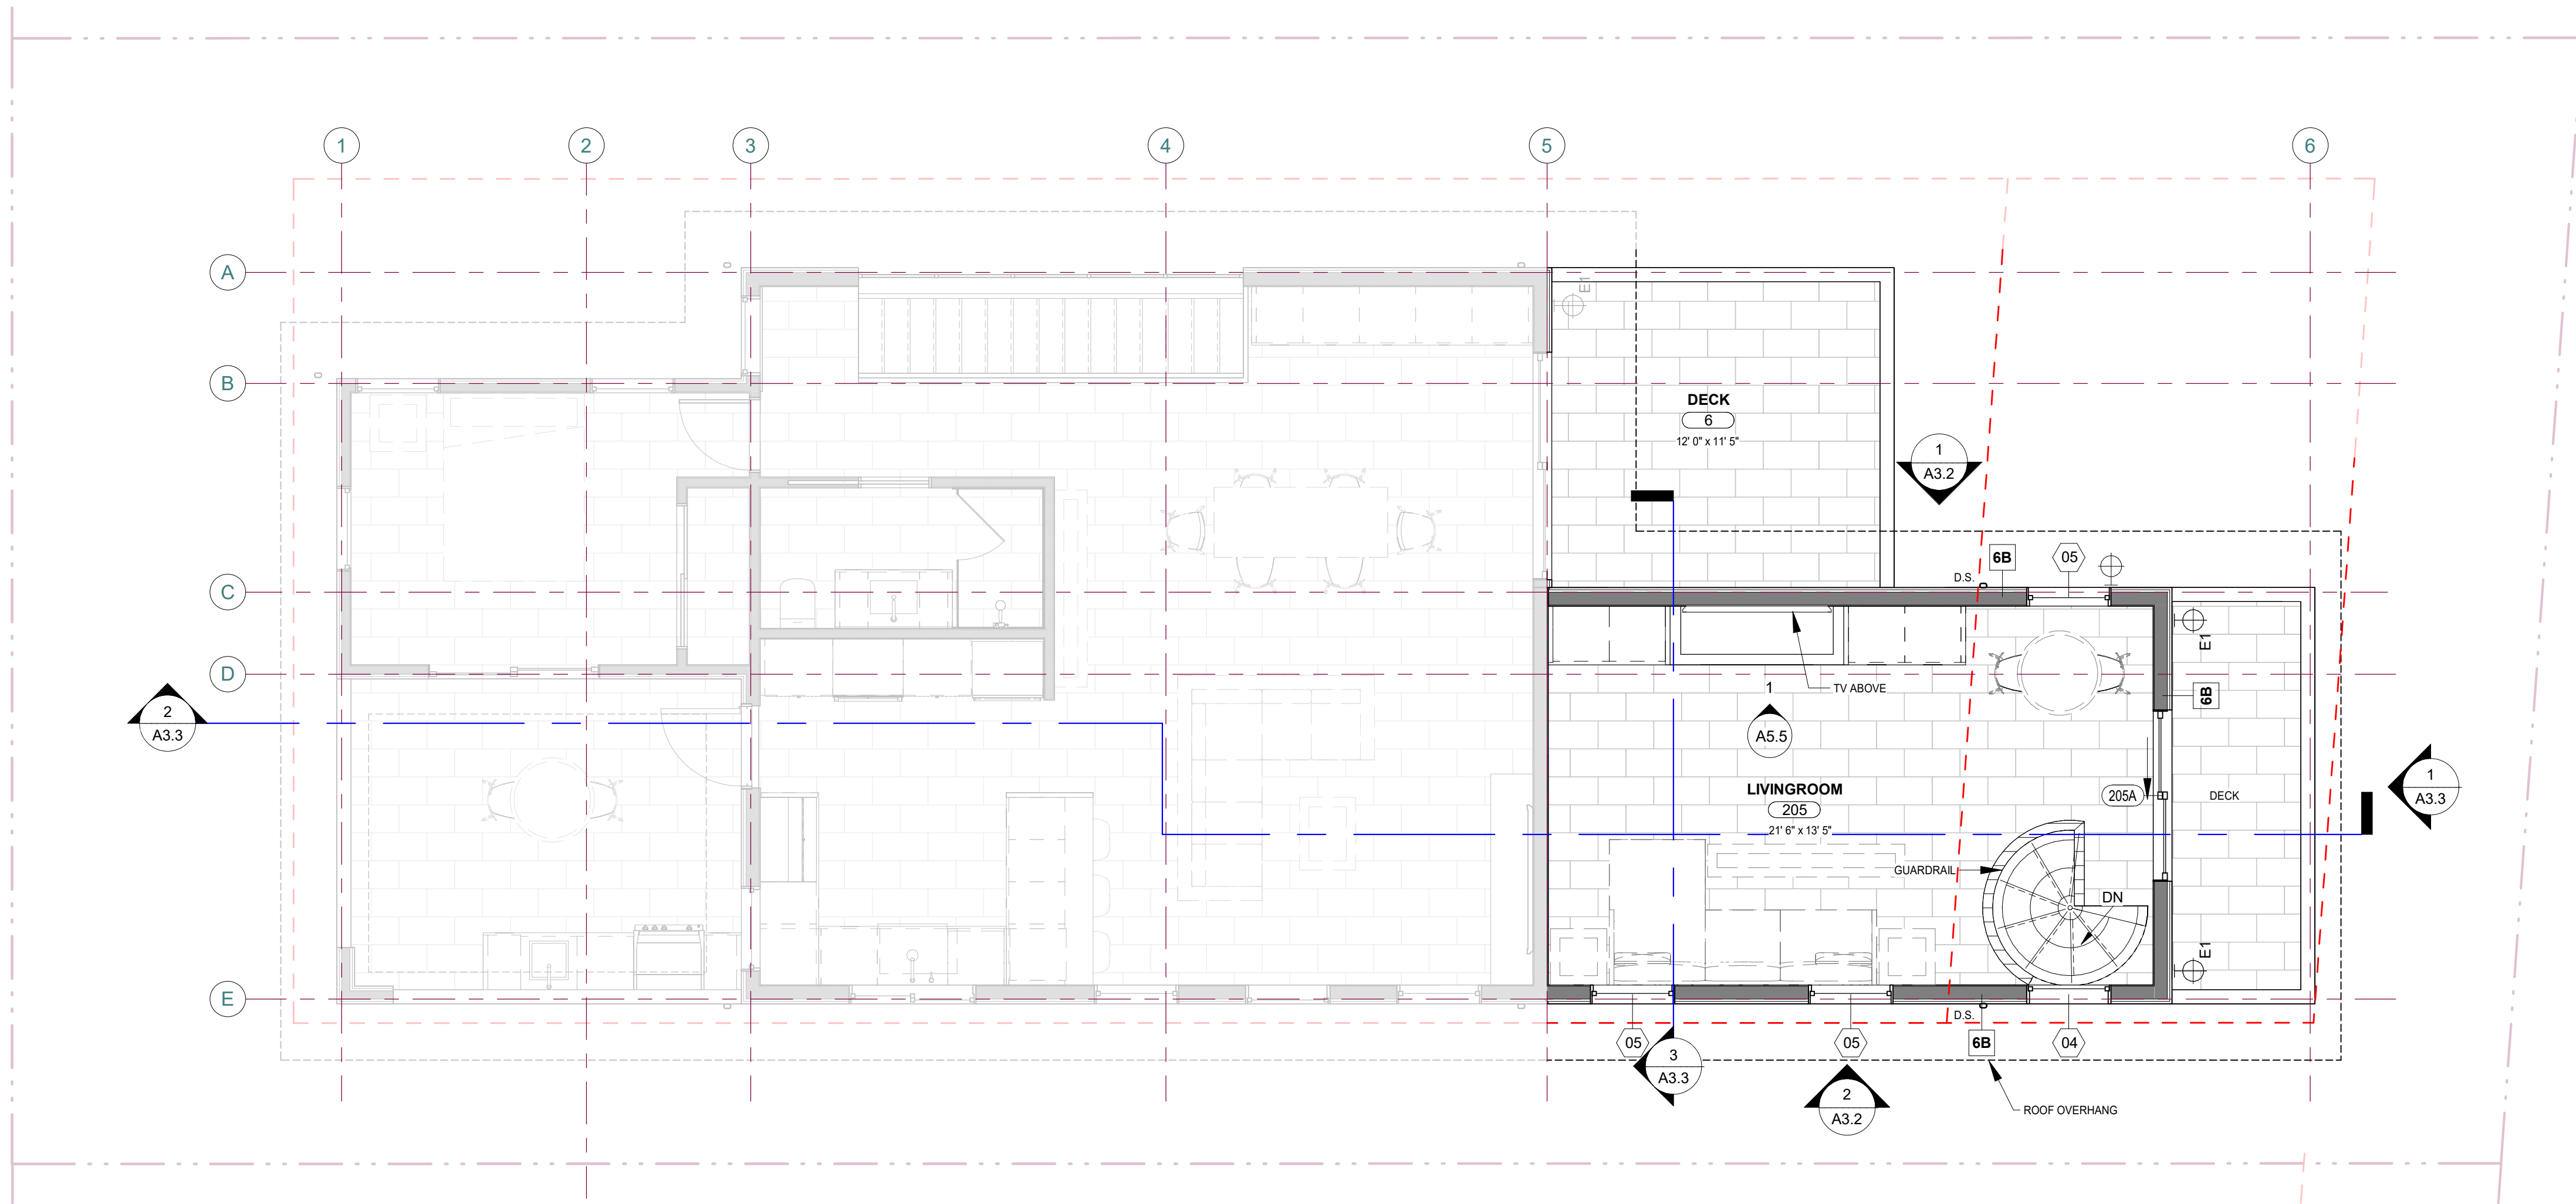 1
2
3
4
5
6
A
B
C
D
E
E1
DECK
6
12' 0" x 11' 5"
1
A3.2
6B
05
D.S.
E1
6B
TV ABOVE
1
A5.5
2
A3.3
LIVINGROOM
205
21' 6" x 13' 5"
205A
DECK
1
A3.3
GUARDRAIL
DN
E1
D.S.
05
05
6B
04
3
A3.3
2
A3.2
ROOF OVERHANG